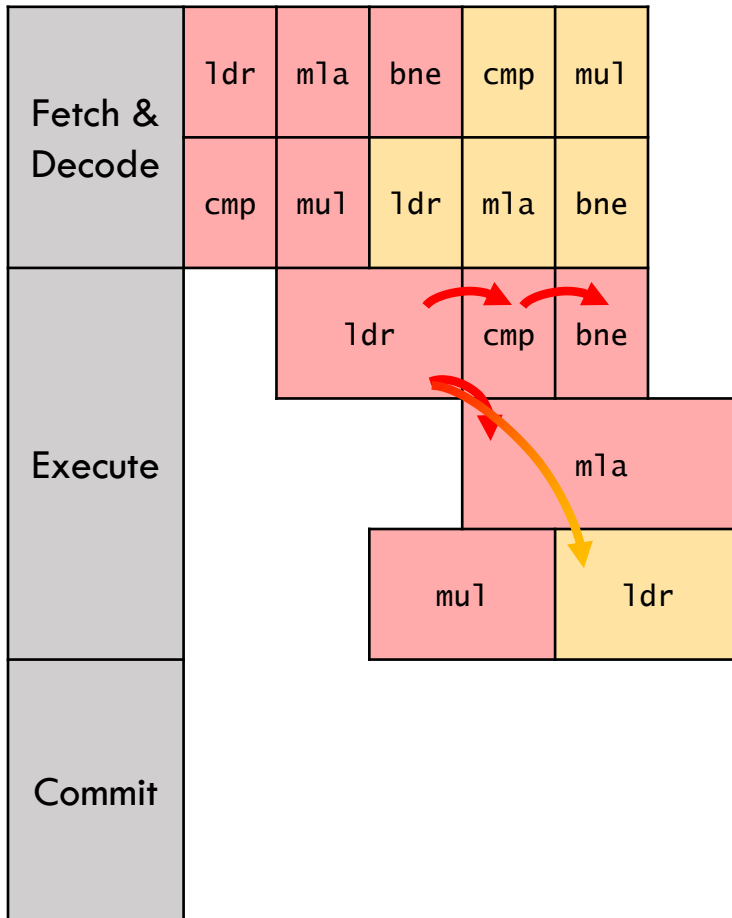 Fetch &
Decode
ldr mla bne cmp mul
cmp mul ldr mla bne
Execute
ldr cmp bne
mla
mul ldr
Commit